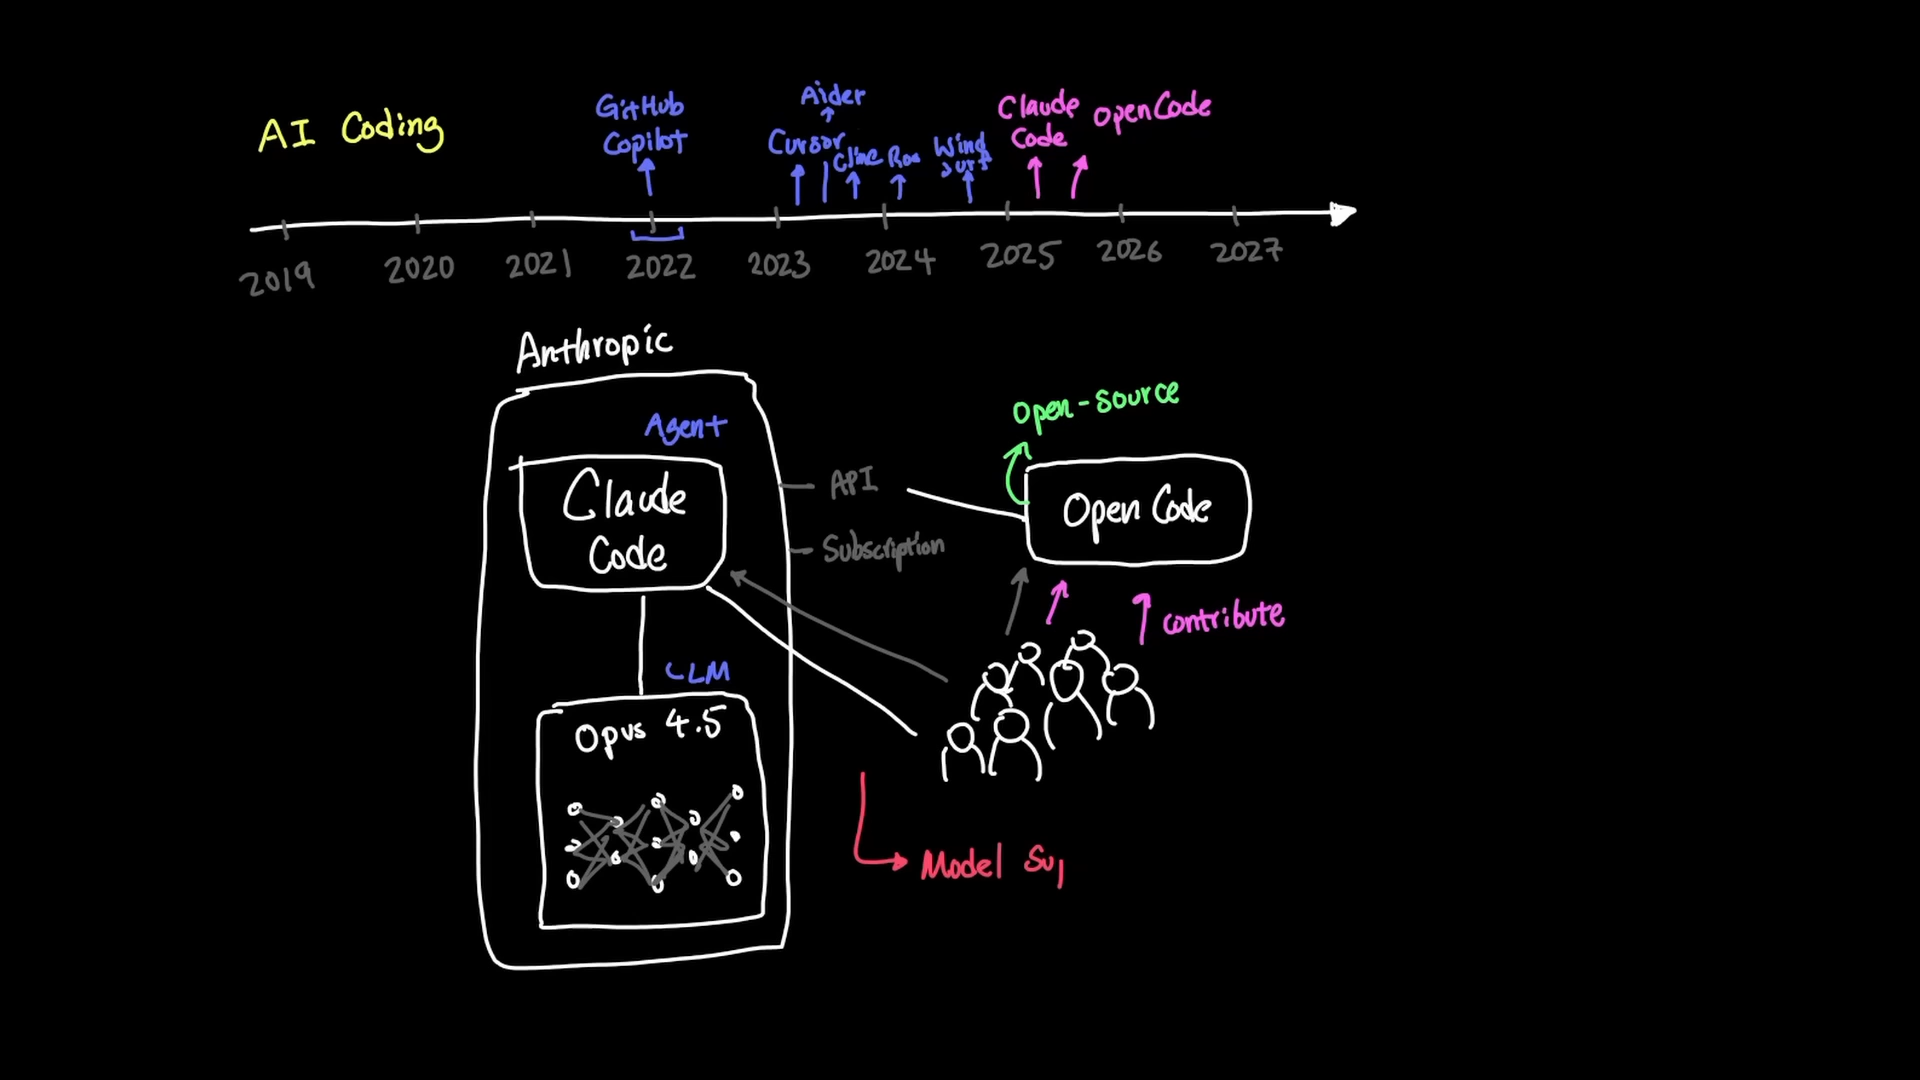 AI Coding
GitHub
Copilot
Aider
Cursor
Cline
Roo
Wind
surf
Claude
Code
OpenCode
2019
2020
2021
2022
2023
2024
2025
2026
2027
Anthropic
Agent
Claude
Code
API
Subscription
Open-source
Open Code
contribute
LLM
Opus 4.5
Model Su